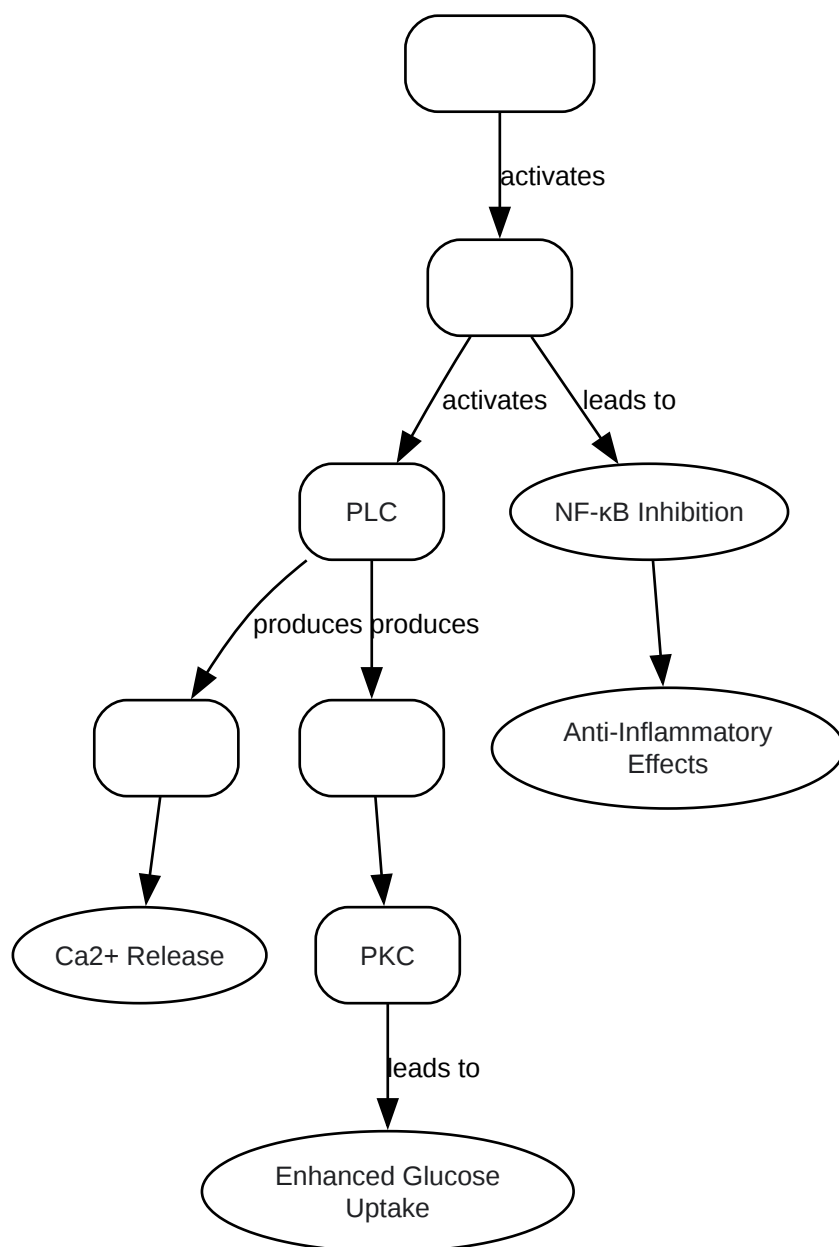 activates
activates
leads to
PLC
NF-κB Inhibition
produces
produces
Anti-Inflammatory
Effects
Ca2+ Release
PKC
leads to
Enhanced Glucose
Uptake